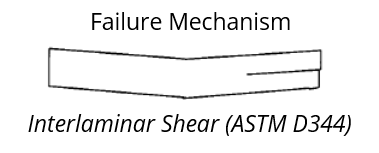 Failure Mechanism
Interlaminar Shear (ASTM D344)